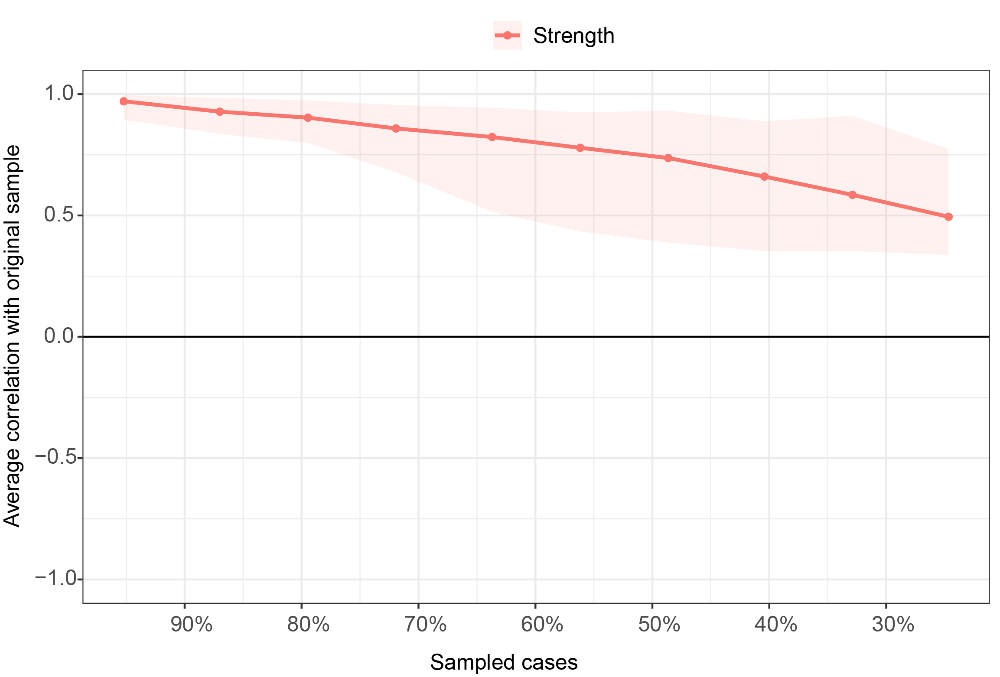 Strength
Average correlation with original sample
1.0
0.5
0.0
−0.5
−1.0
90% 80% 70% 60% 50% 40% 30%
Sampled cases